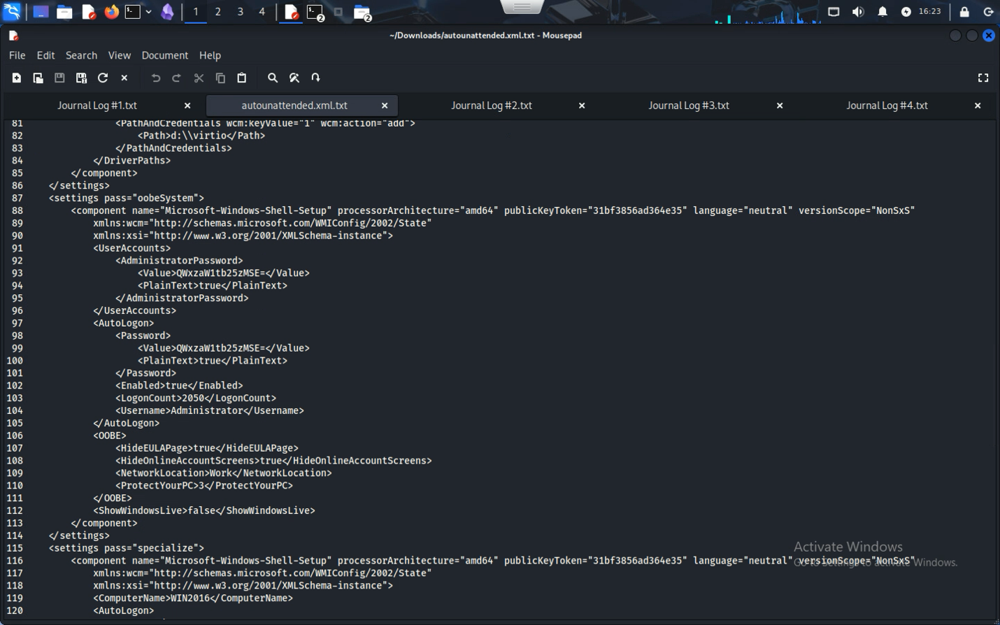 1 2 3 4 2 2 16:23
~/Downloads/autounattended.xml.txt - Mousepad
File Edit Search View Document Help
Journal Log #1.txt autounattended.xml.txt Journal Log #2.txt Journal Log #3.txt Journal Log #4.txt
81 <PathAndCredentials wcm:keyValue="1" wcm:action="add">
82 <Path>d:\\virtio</Path>
83 </PathAndCredentials>
84 </DriverPaths>
85 </component>
86 </settings>
87 <settings pass="oobeSystem">
88 <component name="Microsoft-Windows-Shell-Setup" processorArchitecture="amd64" publicKeyToken="31bf3856ad364e35" language="neutral" versionScope="NonSxS"
89 xmlns:wcm="http://schemas.microsoft.com/WMIConfig/2002/State"
90 xmlns:xsi="http://www.w3.org/2001/XMLSchema-instance">
91 <UserAccounts>
92 <AdministratorPassword>
93 <Value>QWxzaW1tb25zMSE=</Value>
94 <PlainText>true</PlainText>
95 </AdministratorPassword>
96 </UserAccounts>
97 <AutoLogon>
98 <Password>
99 <Value>QWxzaW1tb25zMSE=</Value>
100 <PlainText>true</PlainText>
101 </Password>
102 <Enabled>true</Enabled>
103 <LogonCount>2050</LogonCount>
104 <Username>Administrator</Username>
105 </AutoLogon>
106 <OOBE>
107 <HideEULAPage>true</HideEULAPage>
108 <HideOnlineAccountScreens>true</HideOnlineAccountScreens>
109 <NetworkLocation>Work</NetworkLocation>
110 <ProtectYourPC>3</ProtectYourPC>
111 </OOBE>
112 <ShowWindowsLive>false</ShowWindowsLive>
113 </component>
114 </settings>
115 <settings pass="specialize">
Activate Windows
116 <component name="Microsoft-Windows-Shell-Setup" processorArchitecture="amd64" publicKeyToken="31bf3856ad364e35" language="neutral" versionScope="NonSxS"
Go to Settings to activate Windows.
117 xmlns:wcm="http://schemas.microsoft.com/WMIConfig/2002/State"
118 xmlns:xsi="http://www.w3.org/2001/XMLSchema-instance">
119 <ComputerName>WIN2016</ComputerName>
120 <AutoLogon>